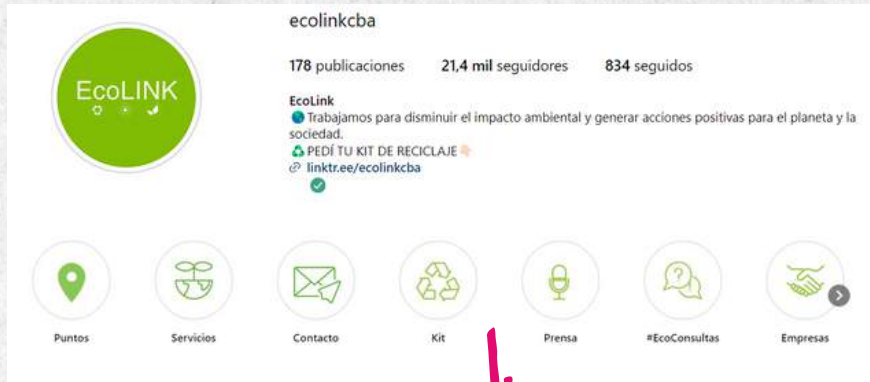 ecolinkcba
178 publicaciones 21,4 mil seguidores 834 seguidos
EcoLINK
EcoLink
🌎 Trabajamos para disminuir el impacto ambiental y generar acciones positivas para el planeta y la
sociedad.
♻️ PEDÍ TU KIT DE RECICLAJE 👇🏻
linktr.ee/ecolinkcba
Puntos Servicios Contacto Kit Prensa #EcoConsultas Empresas